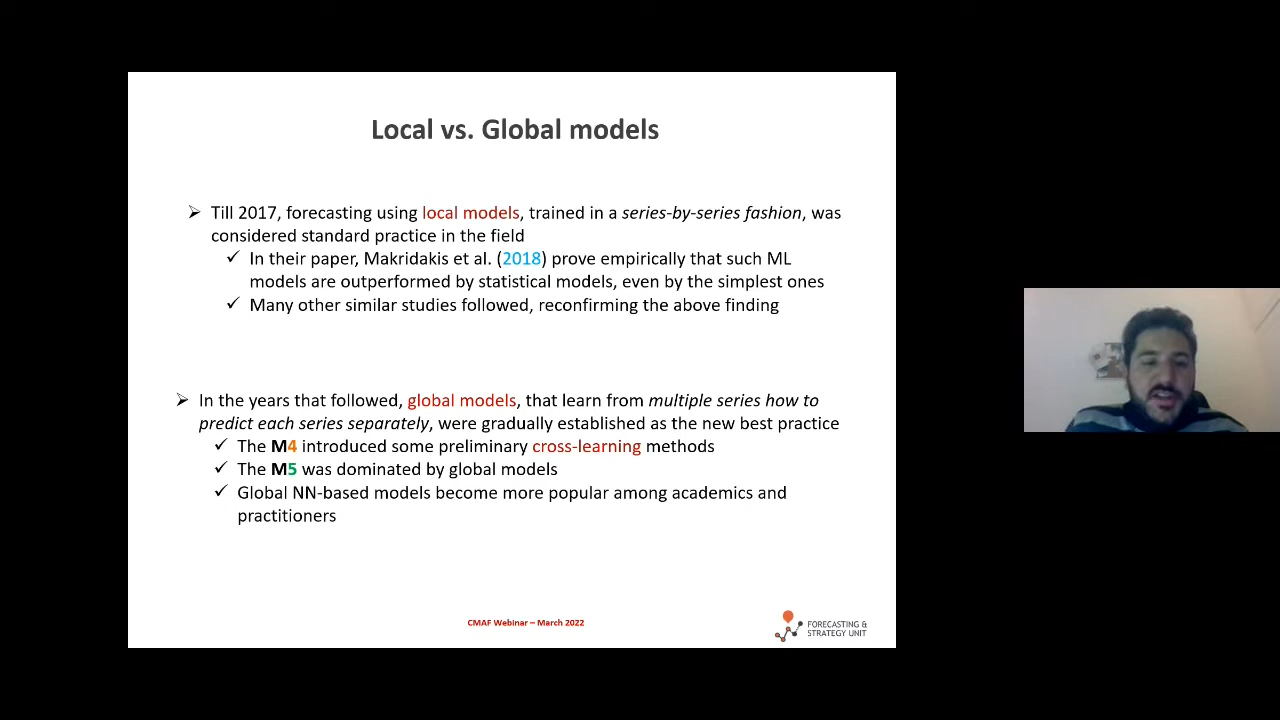 Local vs. Global models
Till 2017, forecasting using local models, trained in a series-by-series fashion, was
considered standard practice in the field
In their paper, Makridakis et al. (2018) prove empirically that such ML
models are outperformed by statistical models, even by the simplest ones
Many other similar studies followed, reconfirming the above finding
In the years that followed, global models, that learn from multiple series how to
predict each series separately, were gradually established as the new best practice
The M4 introduced some preliminary cross-learning methods
The M5 was dominated by global models
Global NN-based models become more popular among academics and
practitioners
CMAF Webinar – March 2022
FORECASTING &
STRATEGY UNIT